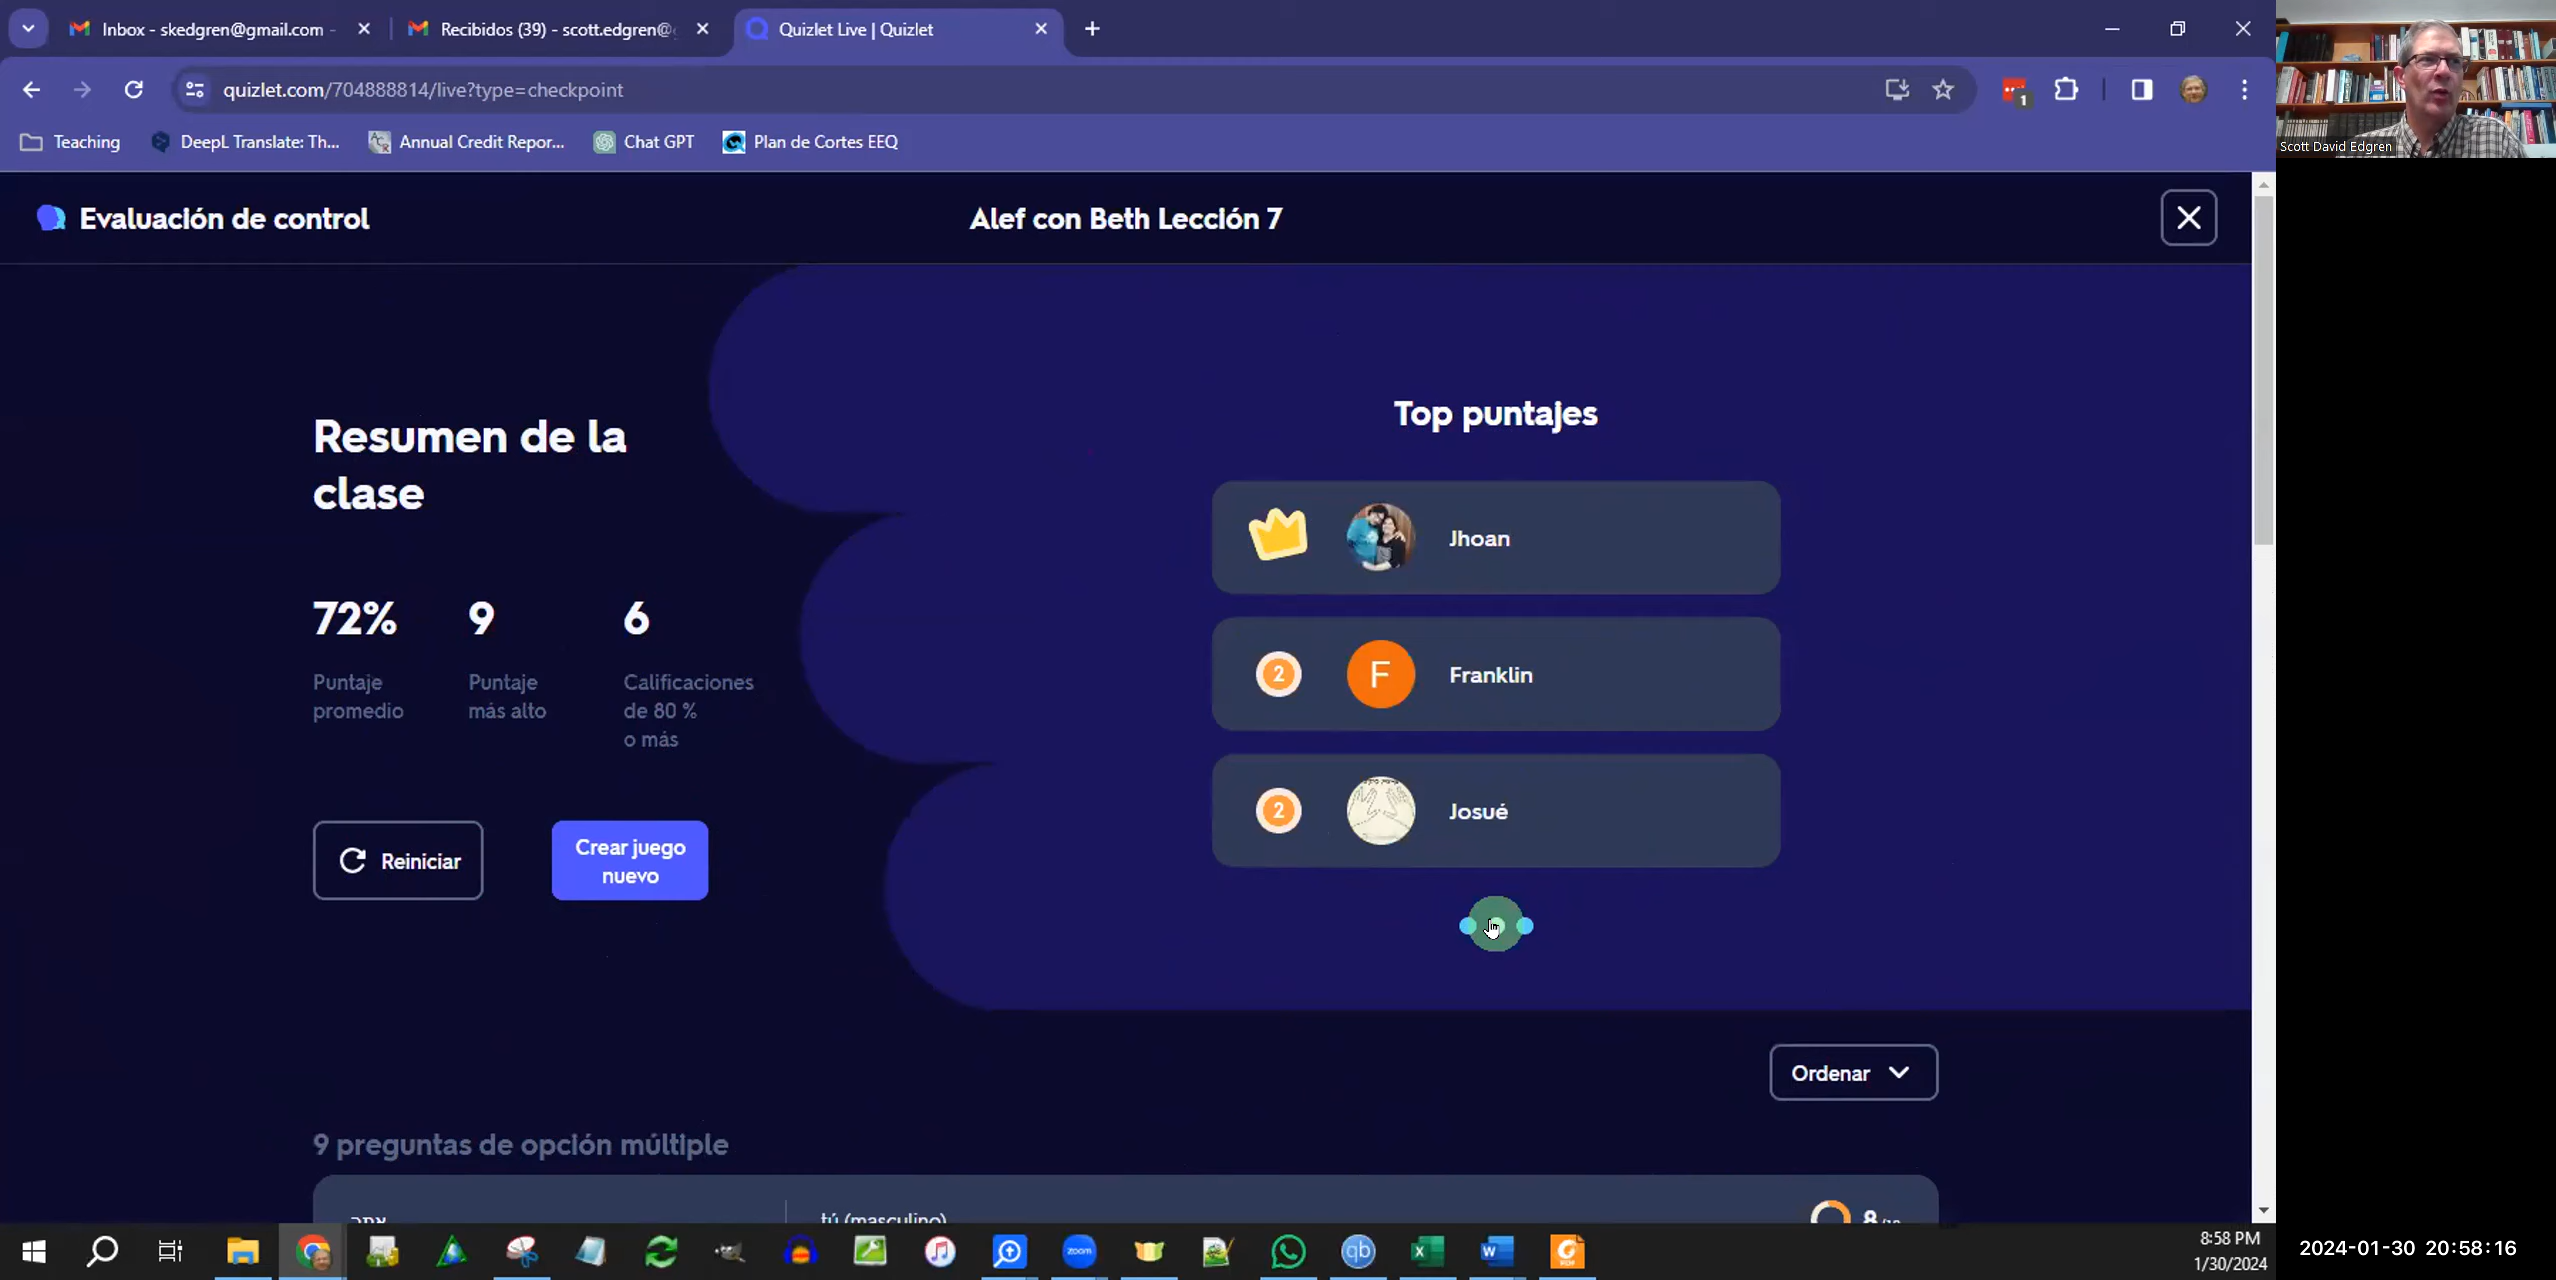 Inbox - skedgren@gmail.com -
Recibidos (39) - scott.edgren@
Quizlet Live | Quizlet
quizlet.com/704888814/live?type=checkpoint
1
Teaching
DeepL Translate: Th...
Annual Credit Repor...
Chat GPT
Plan de Cortes EEQ
Scott David Edgren
Evaluación de control
Alef con Beth Lección 7
Resumen de la
clase
72%
Puntaje
promedio
9
Puntaje
más alto
6
Calificaciones
de 80 %
o más
Reiniciar
Crear juego
nuevo
Top puntajes
Jhoan
2
F
Franklin
2
Josué
Ordenar
9 preguntas de opción múltiple
tú (masculino)
8
zoom
qb
8:58 PM
1/30/2024
2024-01-30 20:58:16